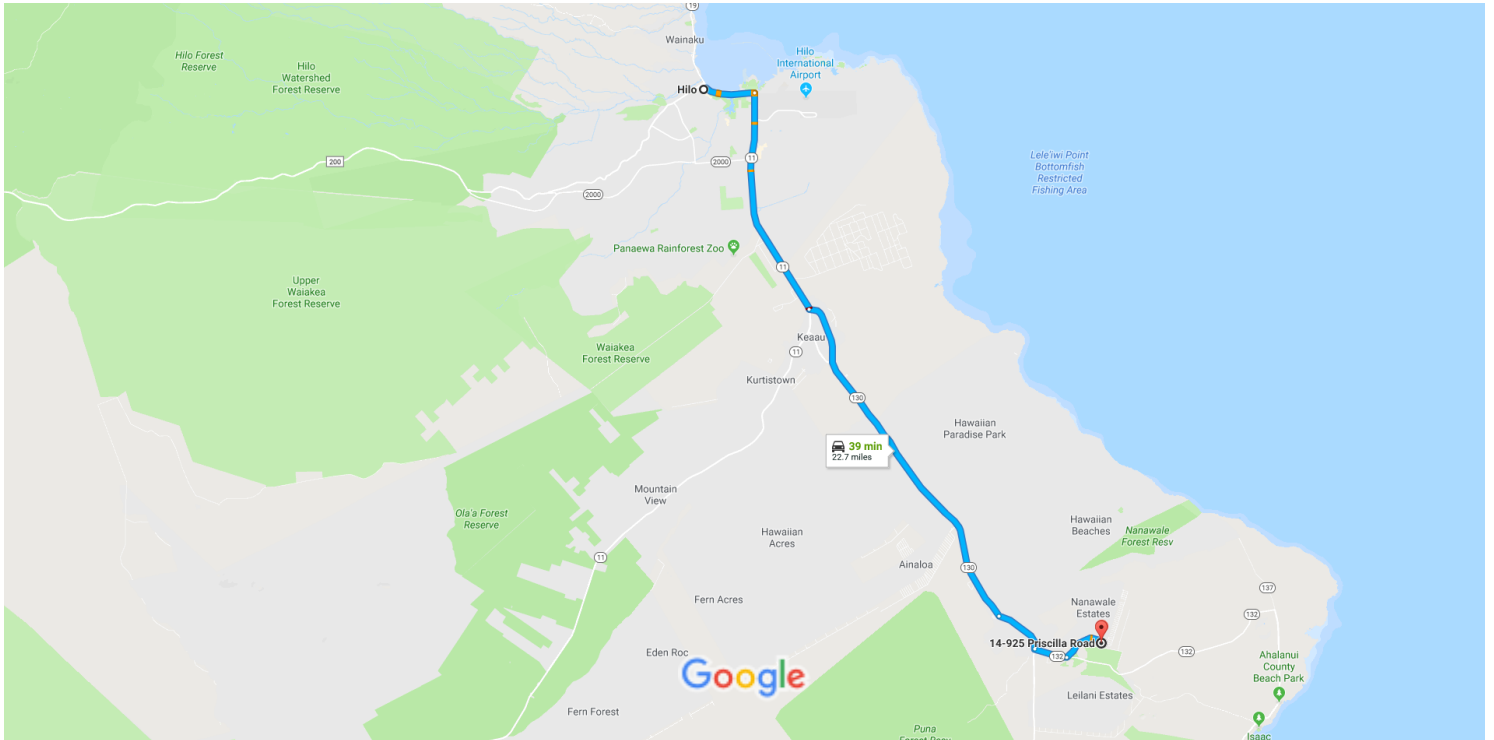 19
Wainaku
Hilo Forest
Reserve
Hilo
International
Airport
Hilo
Watershed
Forest Reserve
Hilo
11
200
2000
Lele'iwi Point
Bottomfish
Restricted
Fishing Area
2000
Panaewa Rainforest Zoo
11
Upper
Waiakea
Forest Reserve
Keaau
Waiakea
Forest Reserve
11
Kurtistown
130
Hawaiian
Paradise Park
39 min
22.7 miles
Mountain
View
Ola'a Forest
Reserve
Hawaiian
Acres
Hawaiian
Beaches
Nanawale
Forest Resv
11
Ainaloa
130
137
Fern Acres
Nanawale
Estates
132
14-925 Priscilla Road
132
132
Eden Roc
Ahalanui
County
Beach Park
Google
Leilani Estates
Fern Forest
Puna
Isaac